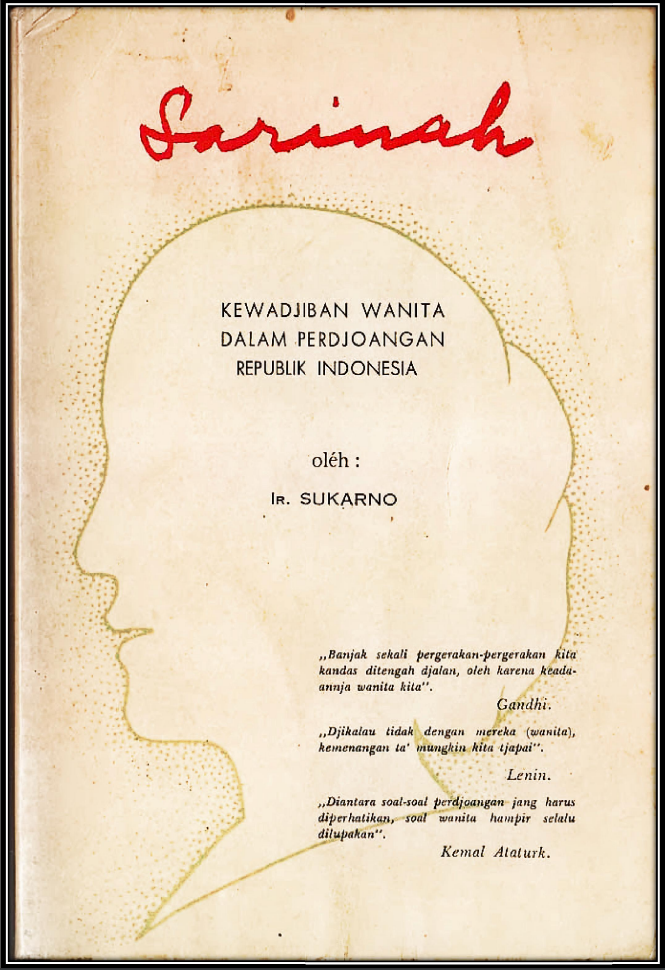 Sarinah
KEWADJIBAN WANITA
DALAM PERDJOANGAN
REPUBLIK INDONESIA
oléh :
IR. SUKARNO
„Banjak sekali pergerakan-pergerakan kita
kandas ditengah djalan, oleh karena keada-
annja wanita kita”.
Gandhi.
„Djikalau tidak dengan mereka (wanita),
kemenangan ta' mungkin kita tjapai”.
Lenin.
„Diantara soal-soal perdjoangan jang harus
diperhatikan, soal wanita hampir selalu
dilupakan”.
Kemal Ataturk.